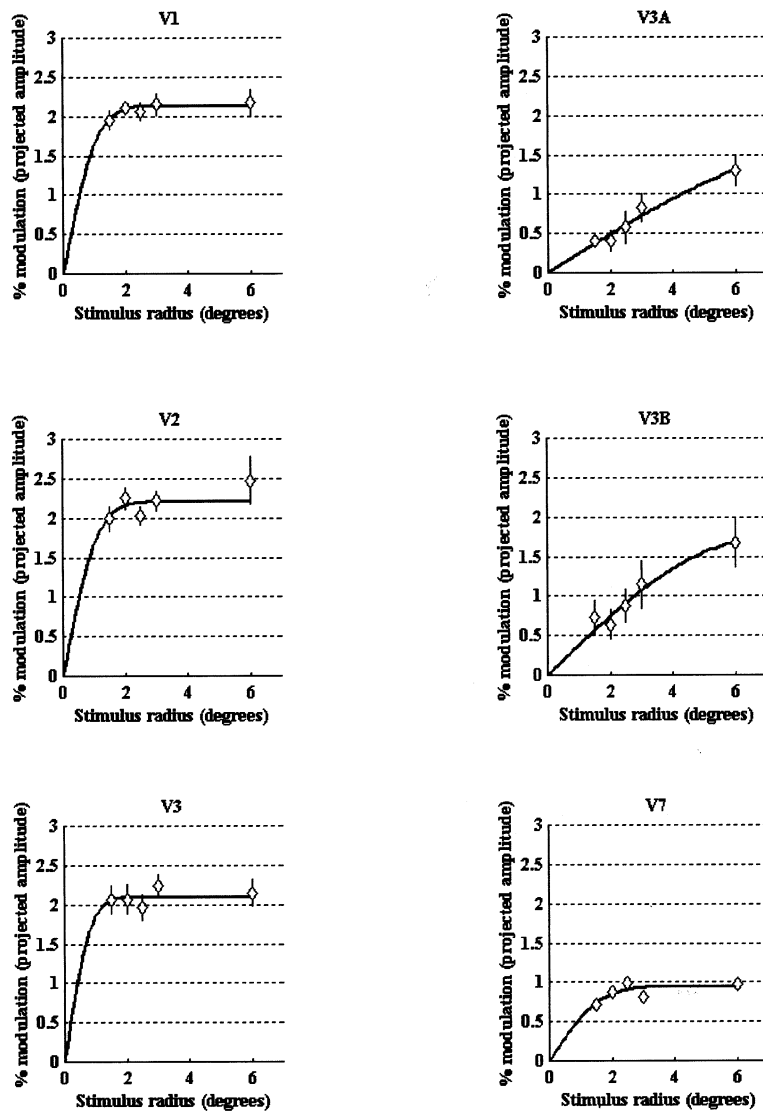 V1
% modulation (projected amplitude)
3
2.5
2
1.5
1
0.5
0
0 2 4 6
Stimulus radius (degrees)
V3A
% modulation (projected amplitude)
3
2.5
2
1.5
1
0.5
0
0 2 4 6
Stimulus radius (degrees)
V2
% modulation (projected amplitude)
3
2.5
2
1.5
1
0.5
0
0 2 4 6
Stimulus radius (degrees)
V3B
% modulation (projected amplitude)
3
2.5
2
1.5
1
0.5
0
0 2 4 6
Stimulus radius (degrees)
V3
% modulation (projected amplitude)
3
2.5
2
1.5
1
0.5
0
0 2 4 6
Stimulus radius (degrees)
V7
% modulation (projected amplitude)
3
2.5
2
1.5
1
0.5
0
0 2 4 6
Stimulus radius (degrees)